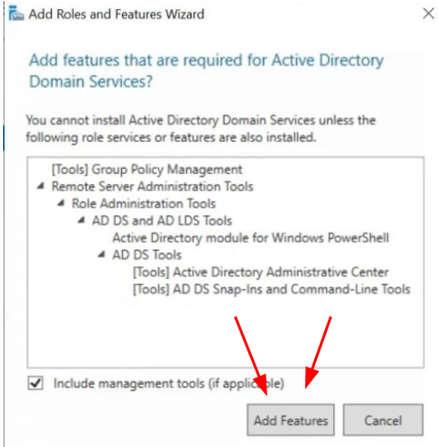 Add Roles and Features Wizard
Add features that are required for Active Directory
Domain Services?
You cannot install Active Directory Domain Services unless the
following role services or features are also installed.
[Tools] Group Policy Management
Remote Server Administration Tools
Role Administration Tools
AD DS and AD LDS Tools
Active Directory module for Windows PowerShell
AD DS Tools
[Tools] Active Directory Administrative Center
[Tools] AD DS Snap-Ins and Command-Line Tools
Include management tools (if applicable)
Add Features
Cancel